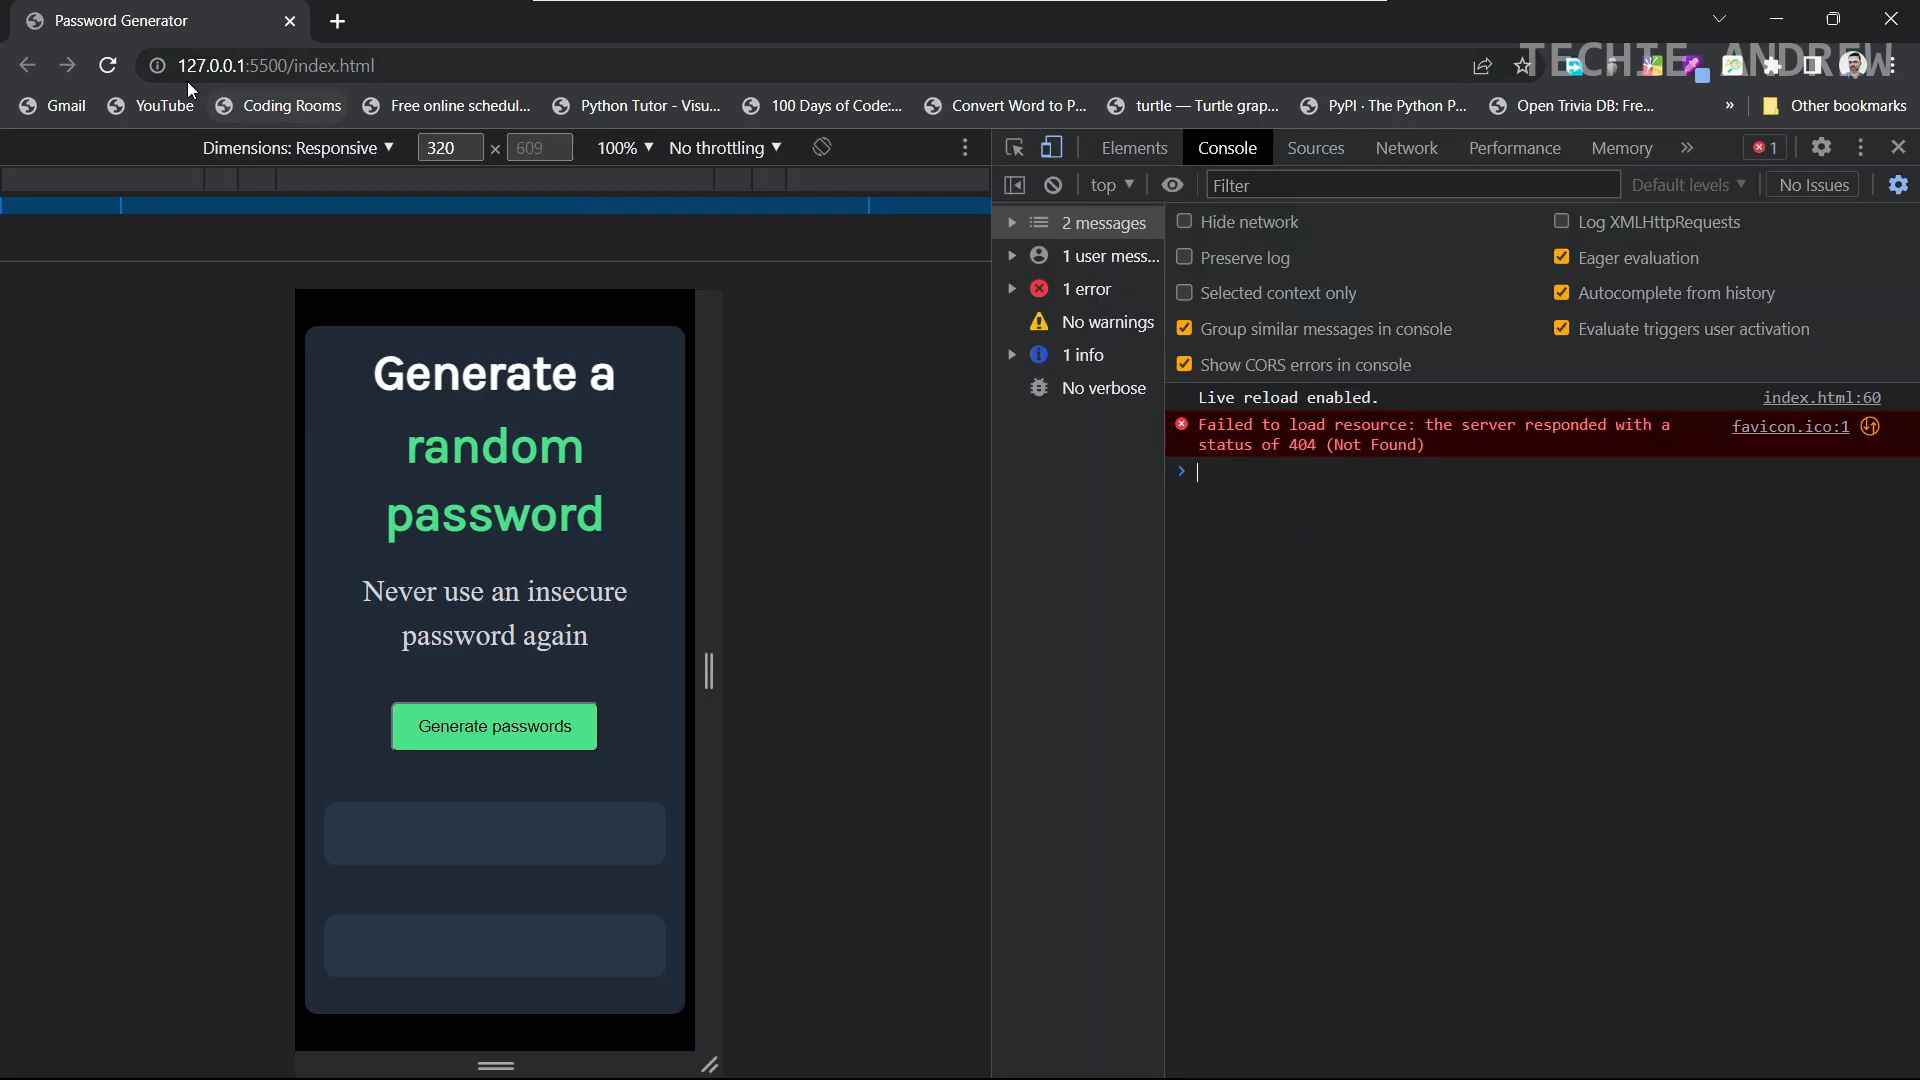 Password Generator
127.0.0.1:5500/index.html
TECHIE ANDREW
Gmail
YouTube
Coding Rooms
Free online schedul...
Python Tutor - Visu...
100 Days of Code:...
Convert Word to P...
turtle — Turtle grap...
PyPI · The Python P...
Open Trivia DB: Fre...
»
Other bookmarks
Dimensions: Responsive
320
×
609
100%
No throttling
Elements
Console
Sources
Network
Performance
Memory
»
1
top
Filter
Default levels
No Issues
2 messages
1 user mess...
1 error
No warnings
1 info
No verbose
Hide network
Log XMLHttpRequests
Preserve log
Eager evaluation
Selected context only
Autocomplete from history
Group similar messages in console
Evaluate triggers user activation
Show CORS errors in console
Live reload enabled.
index.html:60
Failed to load resource: the server responded with a
favicon.ico:1
status of 404 (Not Found)
Generate a
random
password
Never use an insecure
password again
Generate passwords